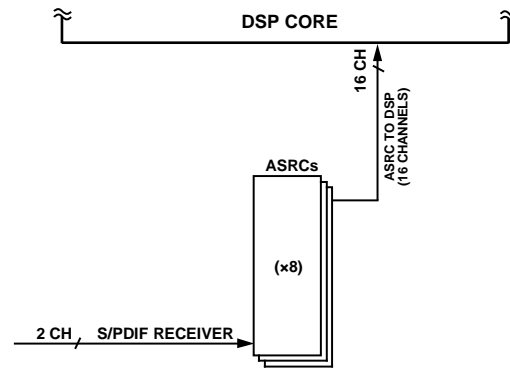 DSP CORE
16 CH
ASRC TO DSP
(16 CHANNELS)
ASRCs
(×8)
2 CH
S/PDIF RECEIVER